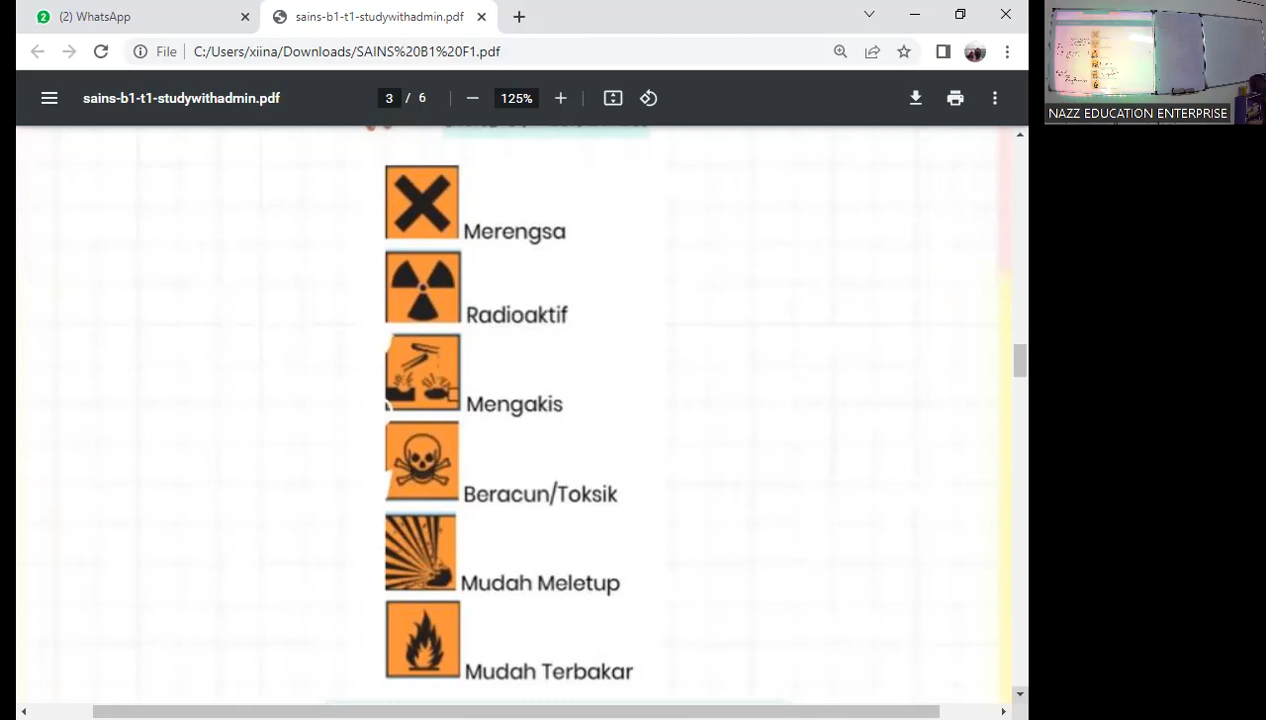 (2) WhatsApp
sains-b1-t1-studywithadmin.pdf
File
C:/Users/xiina/Downloads/SAINS%20B1%20F1.pdf
sains-b1-t1-studywithadmin.pdf
3 / 6
125%
NAZZ EDUCATION ENTERPRISE
Merengsa
Radioaktif
Mengakis
Beracun/Toksik
Mudah Meletup
Mudah Terbakar